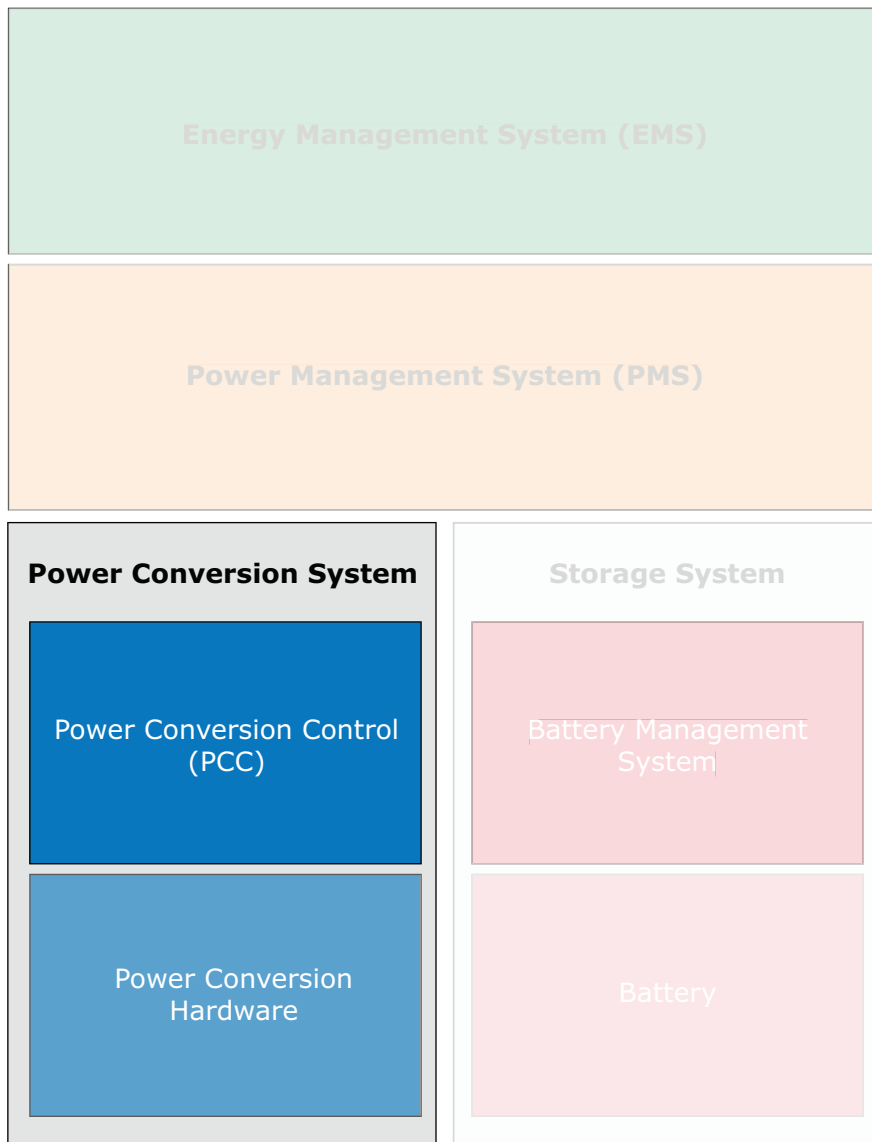 Energy Management System (EMS)
Power Management System (PMS)
Power Conversion System
Power Conversion Control
(PCC)
Power Conversion
Hardware
Storage System
Battery Management
System
Battery